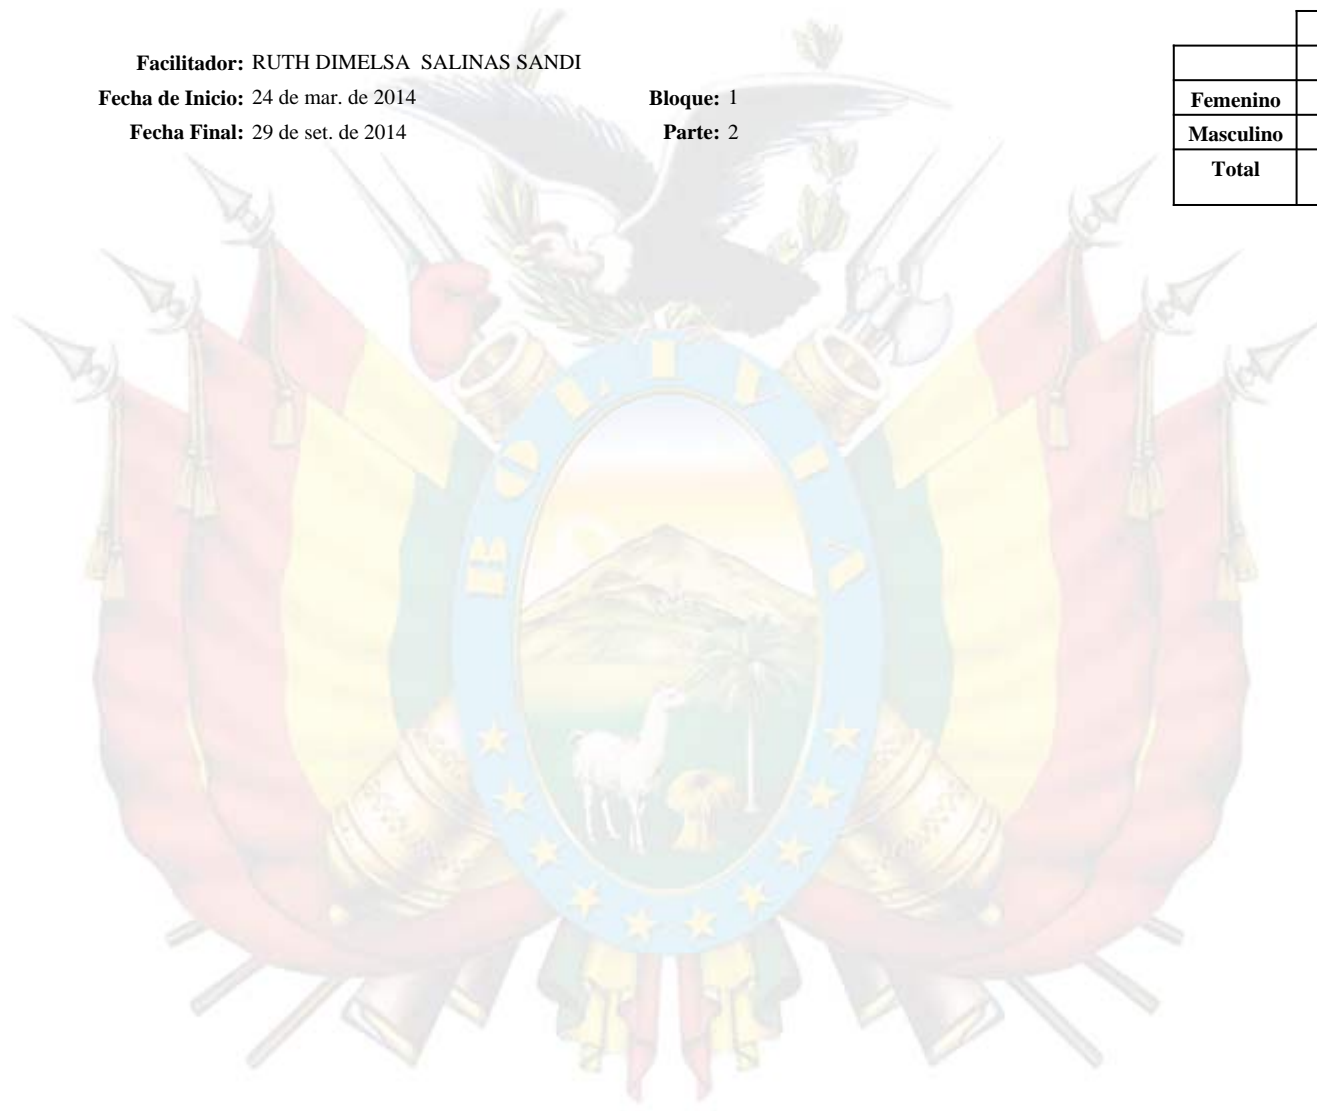 Facilitador: RUTH DIMELSA SALINAS SANDI
Fecha de Inicio: 24 de mar. de 2014 Bloque: 1
Fecha Final: 29 de set. de 2014 Parte: 2
Femenino
Masculino
Total
BOLIVIA